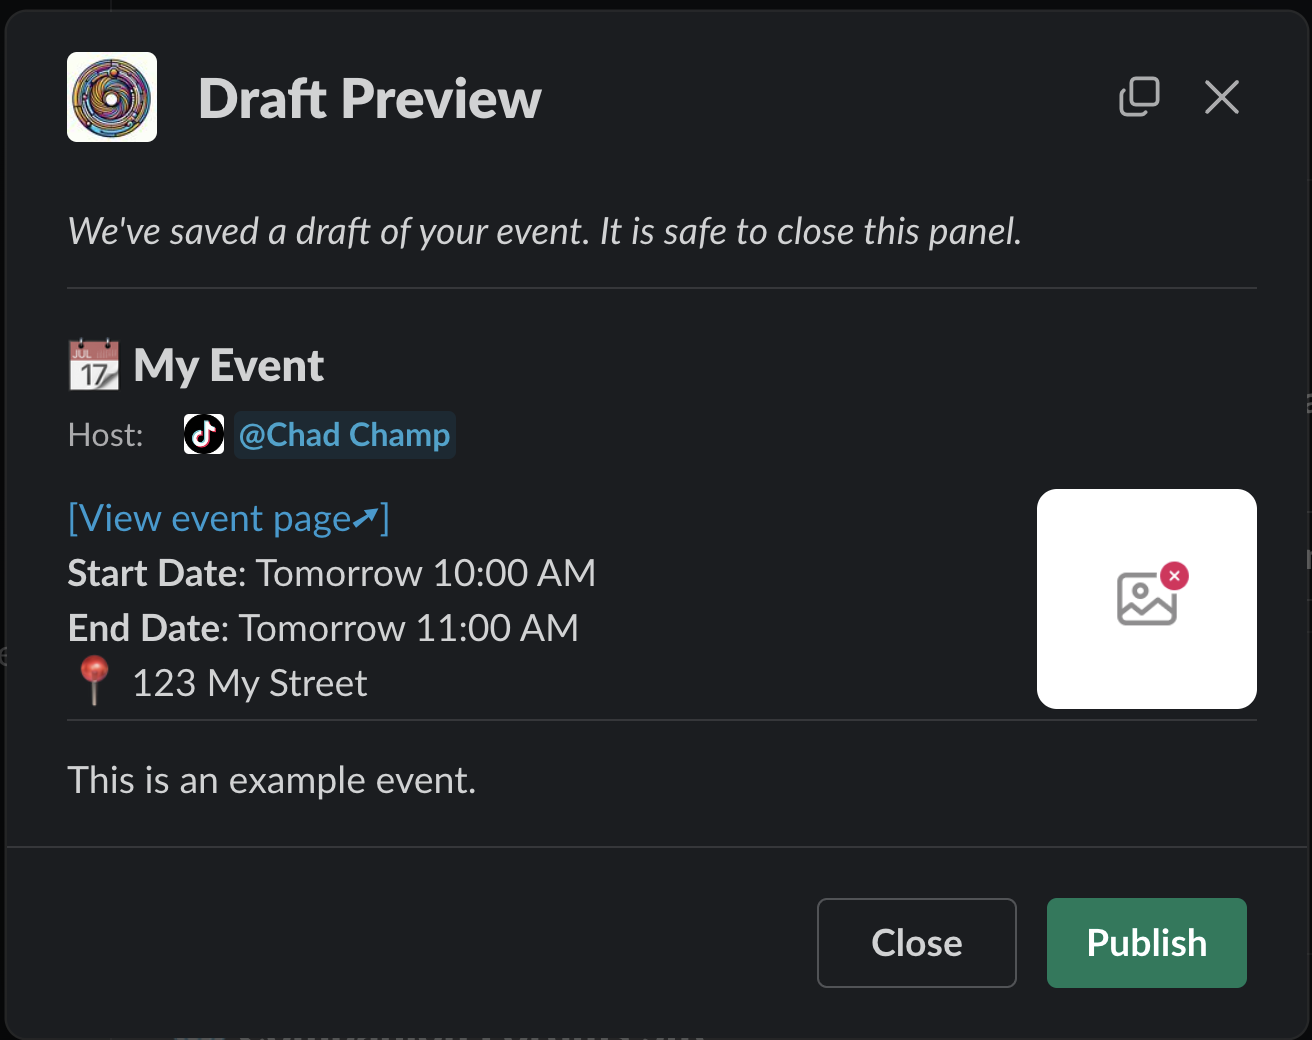 Draft Preview
We've saved a draft of your event. It is safe to close this panel.
JUL
17
My Event
Host: @Chad Champ
[View event page↗]
Start Date: Tomorrow 10:00 AM
End Date: Tomorrow 11:00 AM
123 My Street
This is an example event.
Close Publish